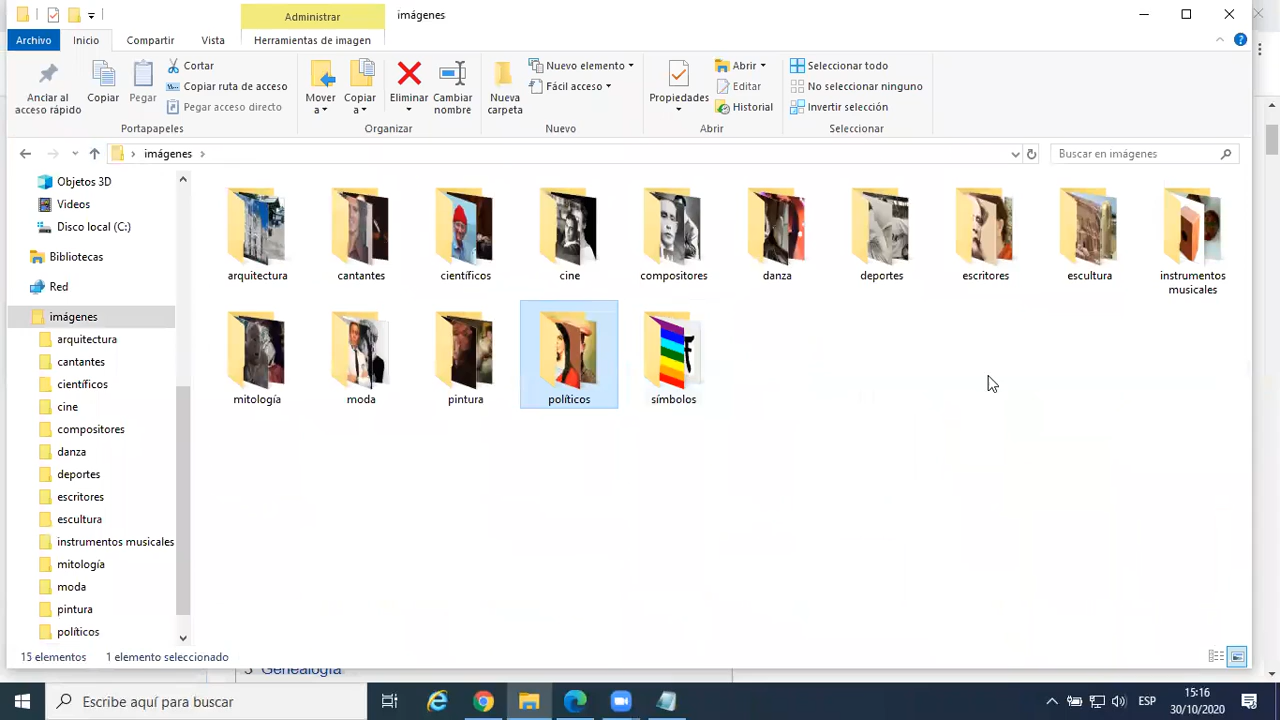 Administrar
imágenes
Archivo
Inicio
Compartir
Vista
Herramientas de imagen
Anclar al
acceso rápido
Copiar
Pegar
Cortar
Copiar ruta de acceso
Pegar acceso directo
Portapapeles
Mover
a
Copiar
a
Eliminar
Cambiar
nombre
Organizar
Nueva
carpeta
Nuevo elemento
Fácil acceso
Nuevo
Propiedades
Abrir
Editar
Historial
Abrir
Seleccionar todo
No seleccionar ninguno
Invertir selección
Seleccionar
imágenes
Buscar en imágenes
Objetos 3D
Videos
Disco local (C:)
Bibliotecas
Red
imágenes
arquitectura
cantantes
científicos
cine
compositores
danza
deportes
escritores
escultura
instrumentos musicales
mitología
moda
pintura
políticos
arquitectura
cantantes
científicos
cine
compositores
danza
deportes
escritores
escultura
instrumentos
musicales
mitología
moda
pintura
políticos
símbolos
15 elementos
1 elemento seleccionado
3 Genealogía
Escribe aquí para buscar
ESP
15:16
30/10/2020